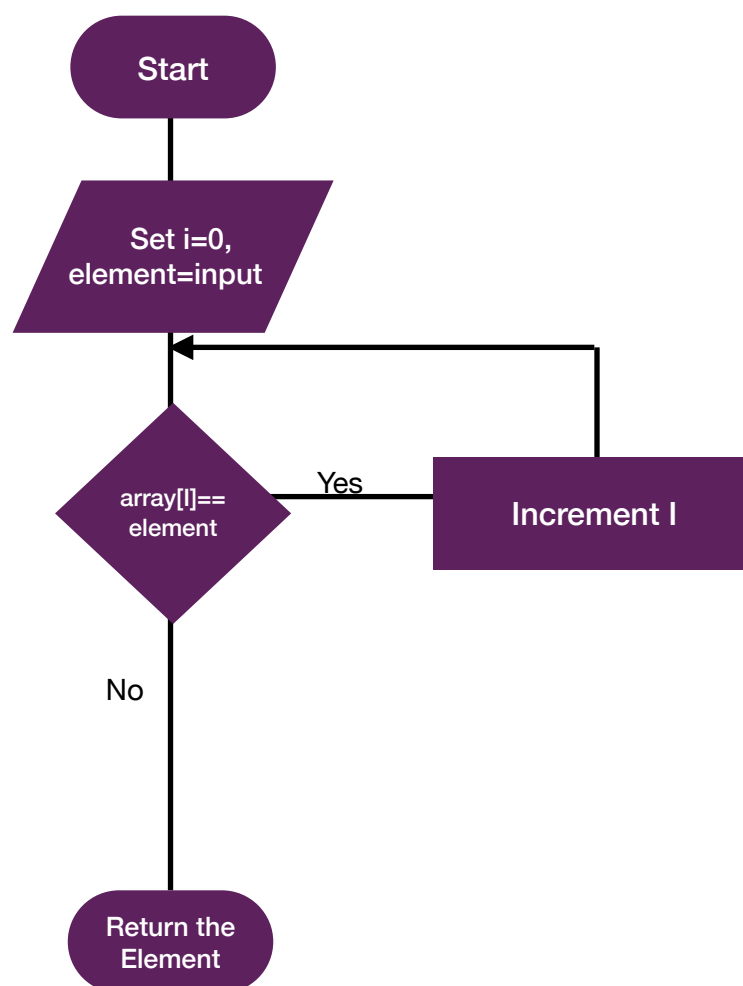 Start
Set i=0,
element=input
array[I]==
element
Yes
Increment I
No
Return the
Element